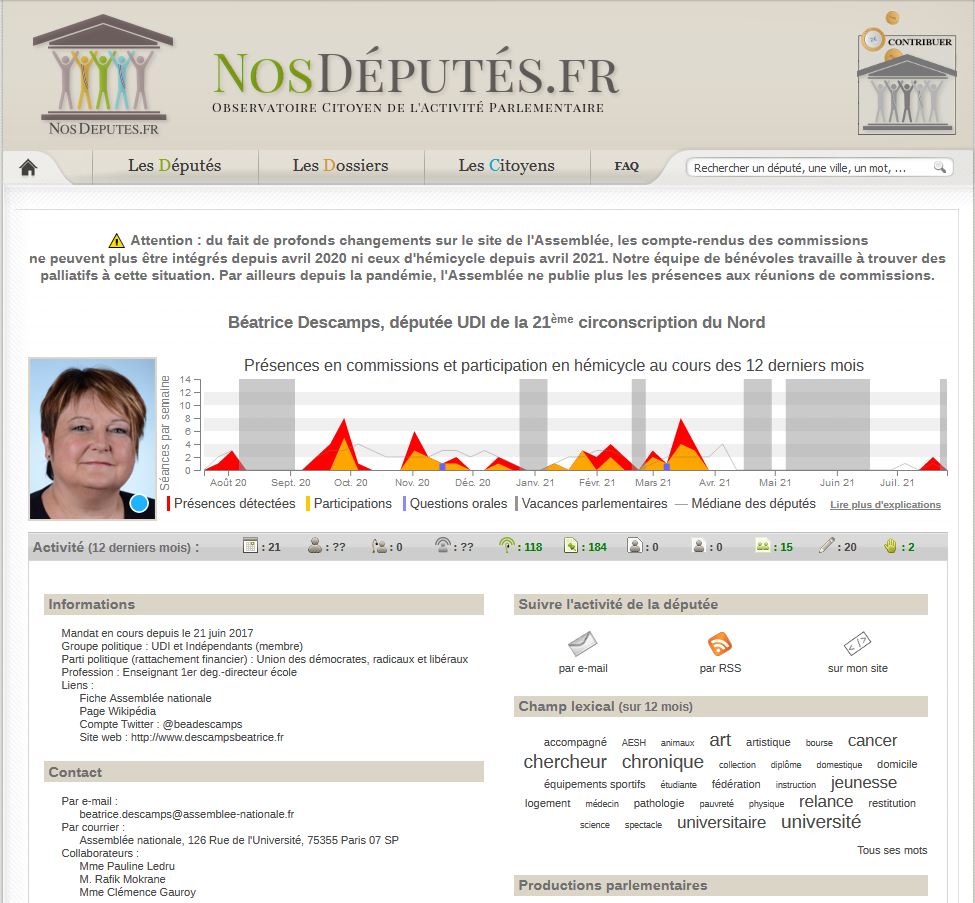 NosDeputes.fr
NosDéputés.fr
Observatoire Citoyen de l'Activité Parlementaire
CONTRIBUER
Les Députés
Les Dossiers
Les Citoyens
FAQ
Rechercher un député, une ville, un mot, ...
Attention : du fait de profonds changements sur le site de l'Assemblée, les compte-rendus des commissions
ne peuvent plus être intégrés depuis avril 2020 ni ceux d'hémicycle depuis avril 2021. Notre équipe de bénévoles travaille à trouver des
palliatifs à cette situation. Par ailleurs depuis la pandémie, l'Assemblée ne publie plus les présences aux réunions de commissions.
Béatrice Descamps, députée UDI de la 21ème circonscription du Nord
Présences en commissions et participation en hémicycle au cours des 12 derniers mois
Séances par semaine
14
12
10
8
6
4
2
0
Août 20 Sept. 20 Oct. 20 Nov. 20 Déc. 20 Janv. 21 Févr. 21 Mars 21 Avr. 21 Mai 21 Juin 21 Juil. 21
Présences détectées Participations Questions orales Vacances parlementaires Médiane des députés Lire plus d'explications
Activité (12 derniers mois) : : 21 : ?? : 0 : ?? : 118 : 184 : 0 : 0 : 15 : 20 : 2
Informations
Mandat en cours depuis le 21 juin 2017
Groupe politique : UDI et Indépendants (membre)
Parti politique (rattachement financier) : Union des démocrates, radicaux et libéraux
Profession : Enseignant 1er deg.-directeur école
Liens :
Fiche Assemblée nationale
Page Wikipédia
Compte Twitter : @beadescamps
Site web : http://www.descampsbeatrice.fr
Contact
Par e-mail :
beatrice.descamps@assemblee-nationale.fr
Par courrier :
Assemblée nationale, 126 Rue de l'Université, 75355 Paris 07 SP
Collaborateurs :
Mme Pauline Ledru
M. Rafik Mokrane
Mme Clémence Gauroy
Suivre l'activité de la députée
par e-mail par RSS sur mon site
Champ lexical (sur 12 mois)
accompagné AESH animaux art artistique bourse cancer
chercheur chronique collection diplôme domestique domicile
équipements sportifs étudiante fédération instruction jeunesse
logement médecin pathologie pauvreté physique relance restitution
science spectacle universitaire université
Tous ses mots
Productions parlementaires